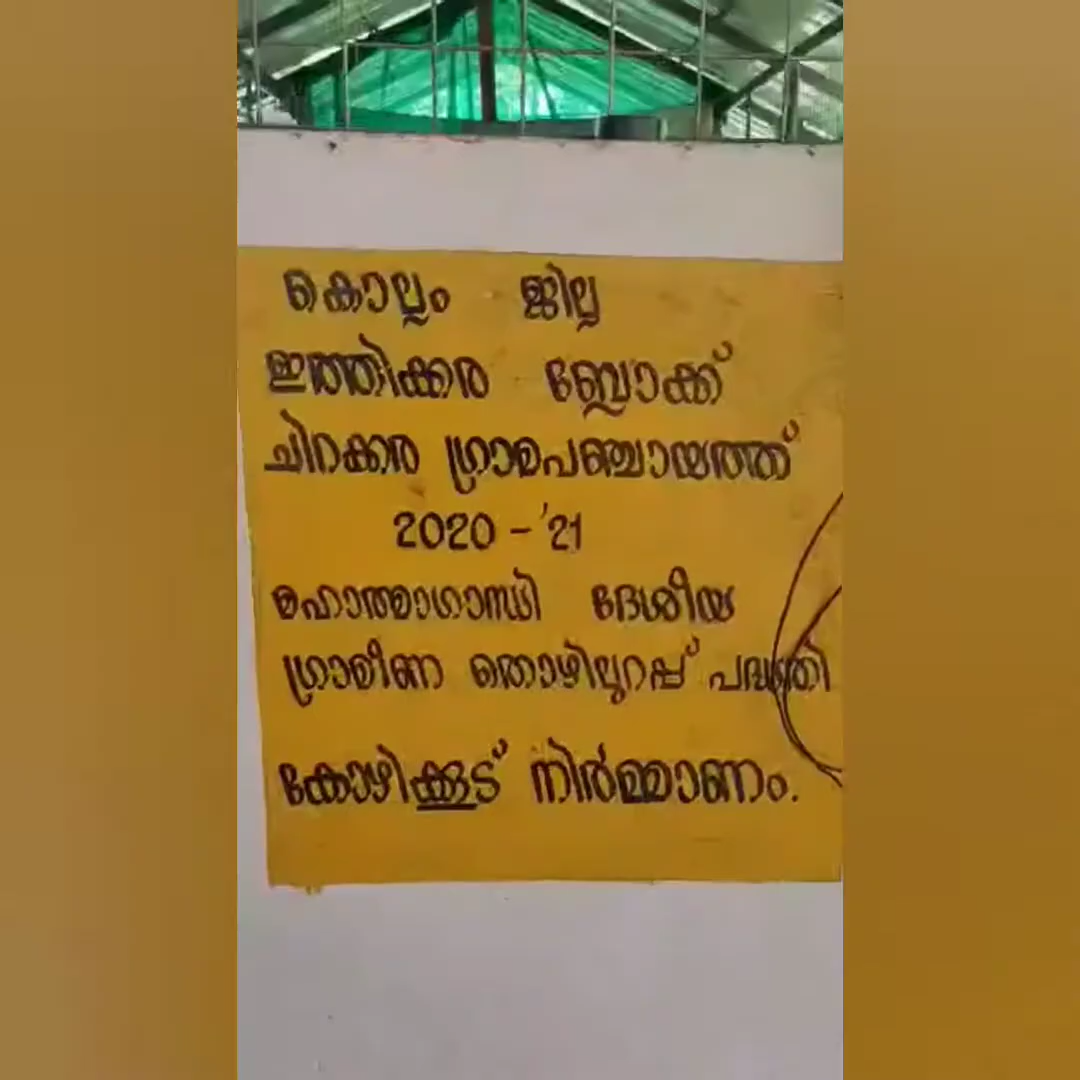 കൊല്ലം ജില്ല
ഇത്തിക്കര ബ്ലോക്ക്
ചിറക്കര ഗ്രാമപഞ്ചായത്ത്
2020 - '21
മഹാത്മാഗാന്ധി ദേശീയ
ഗ്രാമീണ തൊഴിലുറപ്പ് പദ്ധതി
കോഴിക്കൂട് നിർമ്മാണം.